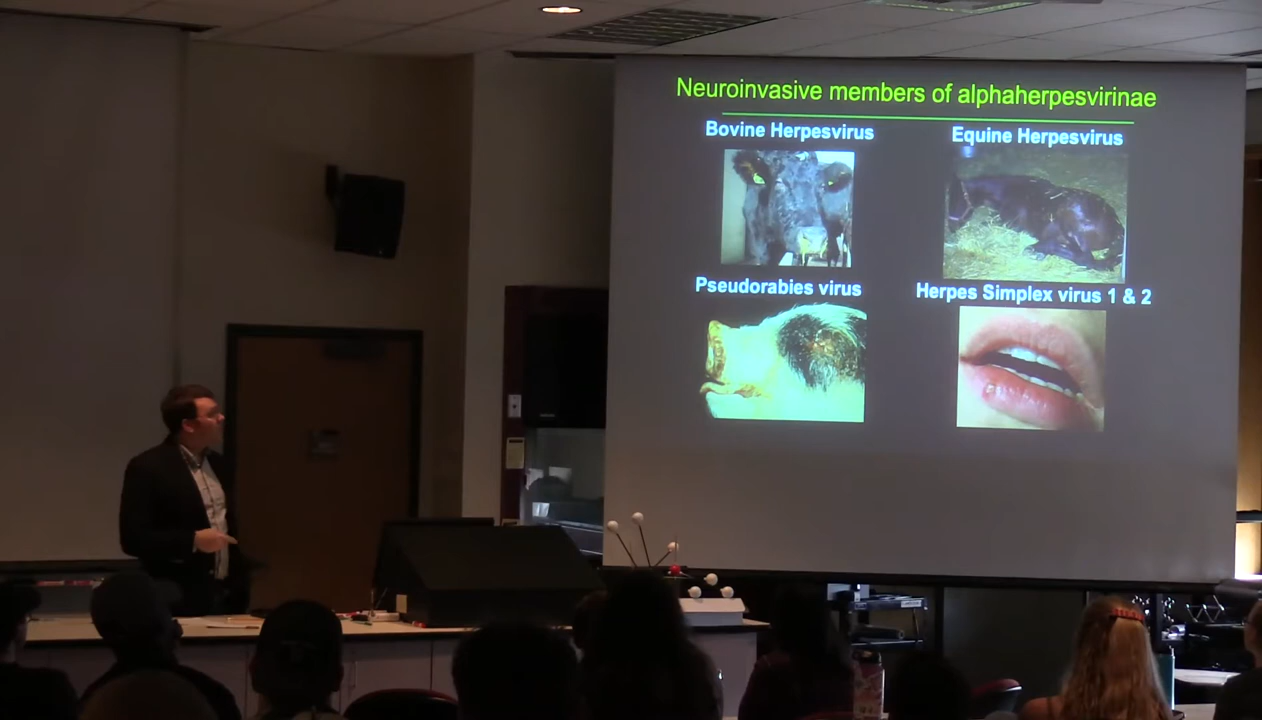 Neuroinvasive members of alphaherpesvirinae
Bovine Herpesvirus
Equine Herpesvirus
Pseudorabies virus
Herpes Simplex virus 1 & 2